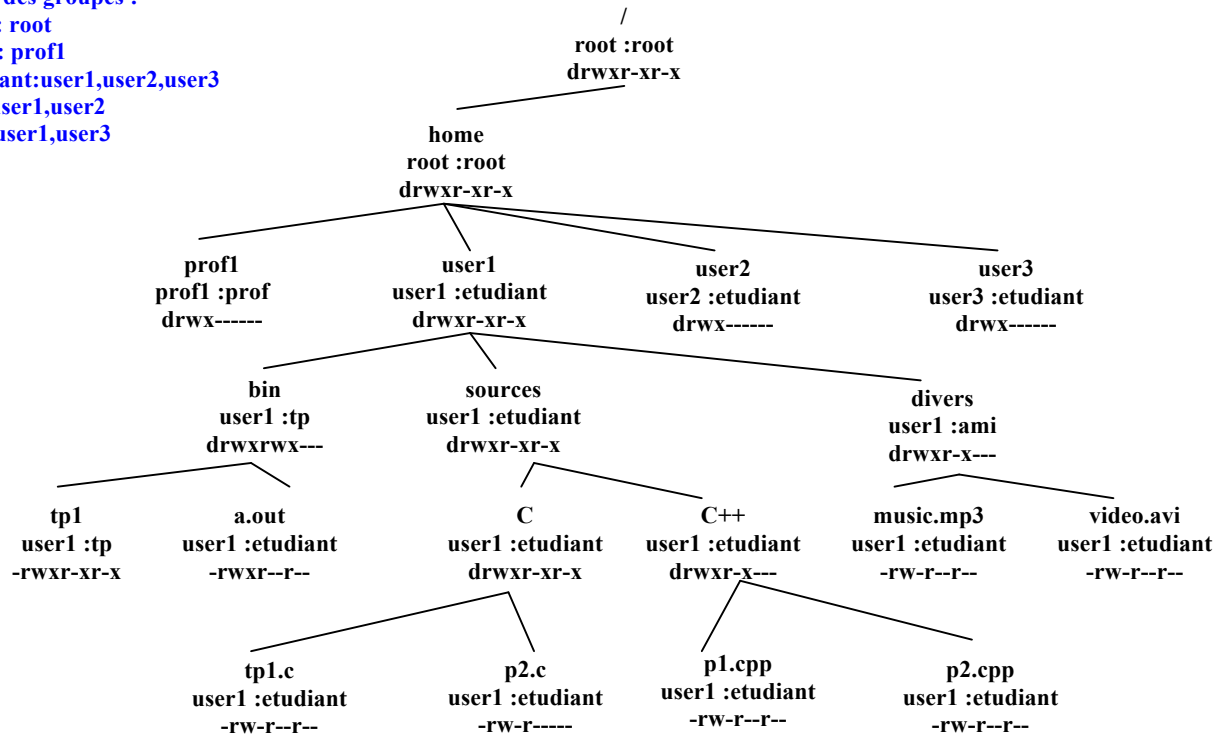 des groupes :
: root
: prof1
ant:user1,user2,user3
ser1,user2
user1,user3
/
root :root
drwxr-xr-x
home
root :root
drwxr-xr-x
prof1
prof1 :prof
drwx------
user1
user1 :etudiant
drwxr-xr-x
user2
user2 :etudiant
drwx------
user3
user3 :etudiant
drwx------
bin
user1 :tp
drwxrwx---
sources
user1 :etudiant
drwxr-xr-x
divers
user1 :ami
drwxr-x---
tp1
user1 :tp
-rwxr-xr-x
a.out
user1 :etudiant
-rwxr--r--
C
user1 :etudiant
drwxr-xr-x
C++
user1 :etudiant
drwxr-x---
music.mp3
user1 :etudiant
-rw-r--r--
video.avi
user1 :etudiant
-rw-r--r--
tp1.c
user1 :etudiant
-rw-r--r--
p2.c
user1 :etudiant
-rw-r-----
p1.cpp
user1 :etudiant
-rw-r--r--
p2.cpp
user1 :etudiant
-rw-r--r--